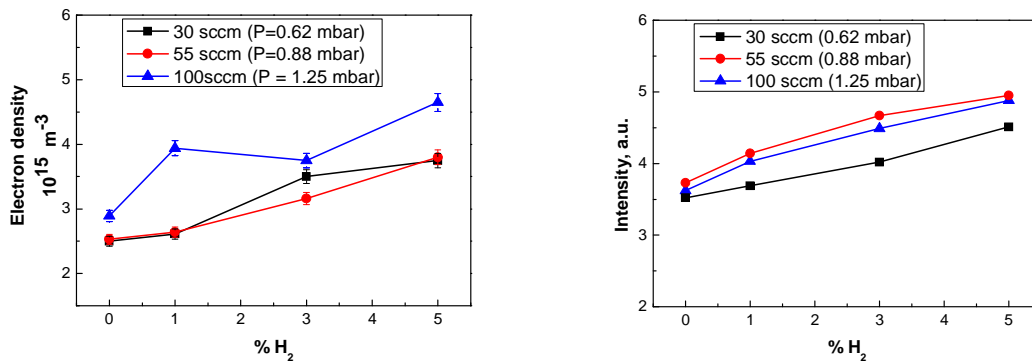 6
5
4
3
2
0 1 2 3 4 5
% H2
Electron density
10^15 m^-3
30 sccm (P=0.62 mbar)
55 sccm (P=0.88 mbar)
100sccm (P = 1.25 mbar)
6
5
4
3
2
0 1 2 3 4 5
% H2
Intensity, a.u.
30 sccm (0.62 mbar)
55 sccm (0.88 mbar)
100 sccm (1.25 mbar)